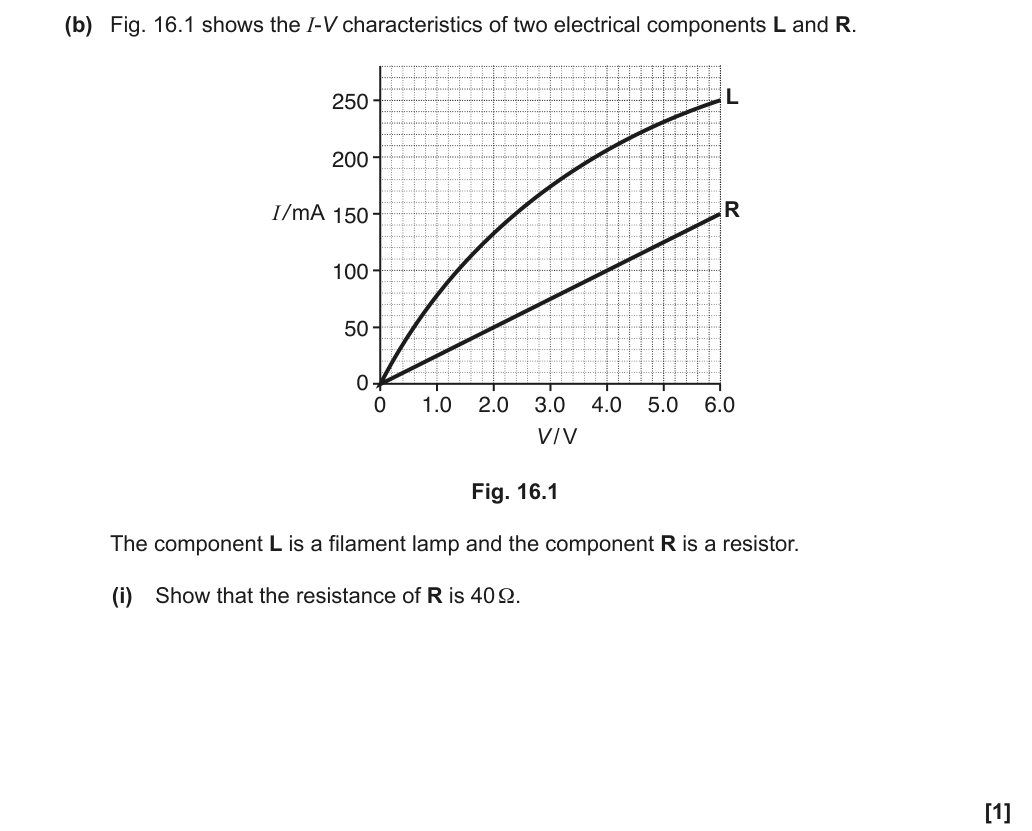 (b) Fig. 16.1 shows the I-V characteristics of two electrical components L and R.
250
L
200
I/mA 150
R
100
50
0
0 1.0 2.0 3.0 4.0 5.0 6.0
V/V
Fig. 16.1
The component L is a filament lamp and the component R is a resistor.
(i) Show that the resistance of R is 40 Ω.
[1]